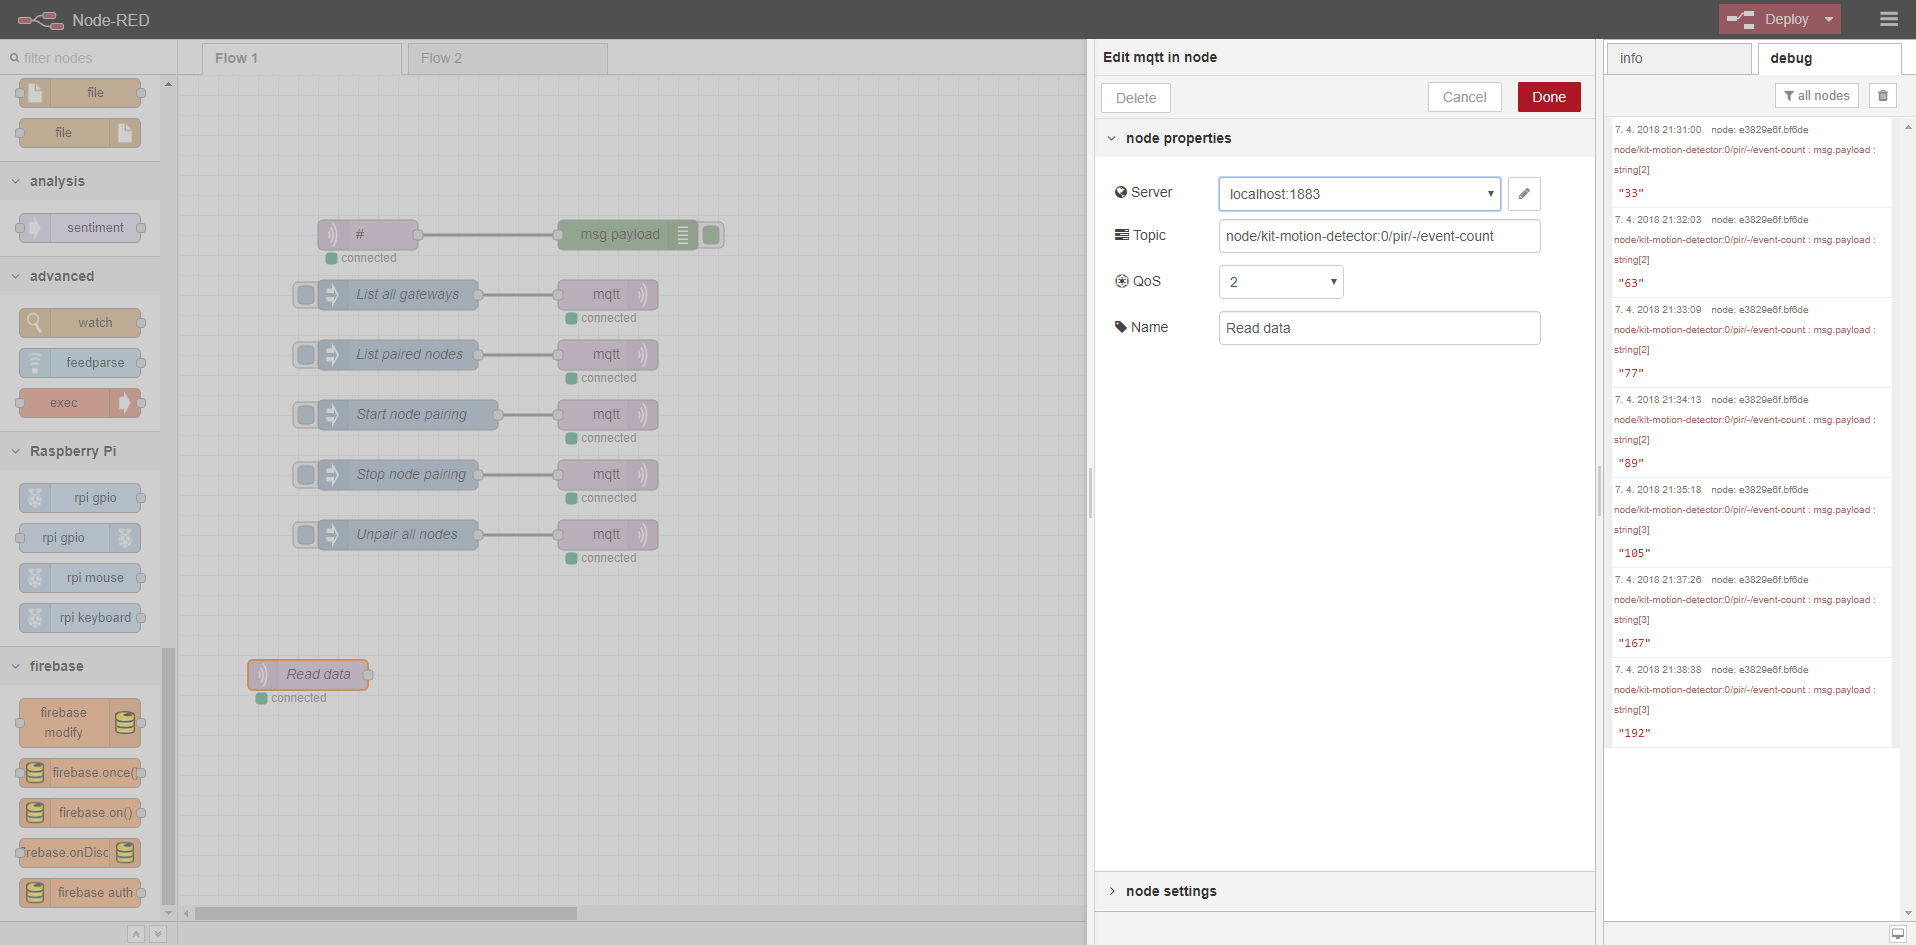 Node-RED
Deploy
filter nodes
file
file
analysis
sentiment
advanced
watch
feedparse
exec
Raspberry Pi
rpi gpio
rpi gpio
rpi mouse
rpi keyboard
firebase
firebase
modify
firebase.once()
firebase.on()
firebase auth
Flow 1
Flow 2
#
connected
msg.payload
List all gateways
mqtt
connected
List paired nodes
mqtt
connected
Start node pairing
mqtt
connected
Stop node pairing
mqtt
connected
Unpair all nodes
mqtt
connected
Read data
connected
Edit mqtt in node
Delete
Cancel
Done
node properties
Server
localhost:1883
Topic
node/kit-motion-detector:0/pir/-/event-count
QoS
2
Name
Read data
node settings
info
debug
all nodes
7. 4. 2018 21:31:00 node: e3829e6f.bf6de
node/kit-motion-detector:0/pir/-/event-count : msg.payload :
string[2]
"33"
7. 4. 2018 21:32:03 node: e3829e6f.bf6de
node/kit-motion-detector:0/pir/-/event-count : msg.payload :
string[2]
"63"
7. 4. 2018 21:33:09 node: e3829e6f.bf6de
node/kit-motion-detector:0/pir/-/event-count : msg.payload :
string[2]
"77"
7. 4. 2018 21:34:13 node: e3829e6f.bf6de
node/kit-motion-detector:0/pir/-/event-count : msg.payload :
string[2]
"89"
7. 4. 2018 21:35:18 node: e3829e6f.bf6de
node/kit-motion-detector:0/pir/-/event-count : msg.payload :
string[3]
"105"
7. 4. 2018 21:37:26 node: e3829e6f.bf6de
node/kit-motion-detector:0/pir/-/event-count : msg.payload :
string[3]
"167"
7. 4. 2018 21:38:38 node: e3829e6f.bf6de
node/kit-motion-detector:0/pir/-/event-count : msg.payload :
string[3]
"192"